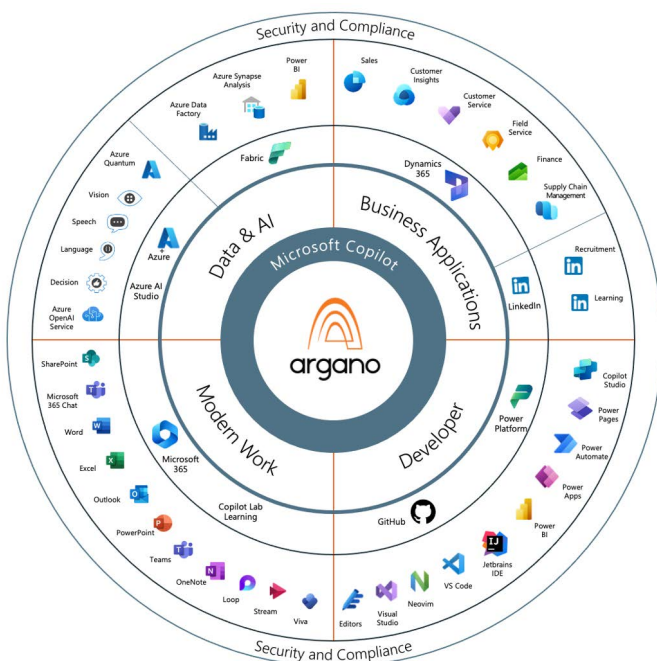 Security and Compliance
Power
BI
Azure Synapse
Analysis
Azure Data
Factory
Fabric
Azure
Quantum
Vision
Speech
Language
Decision
Azure
OpenAI
Service
Azure
+
Azure AI
Studio
Data & AI
Sales
Customer
Insights
Customer
Service
Field
Service
Finance
Supply Chain
Management
Dynamics
365
Business Applications
Recruitment
Learning
LinkedIn
Microsoft Copilot
argano
SharePoint
Microsoft
365 Chat
Word
Excel
Outlook
PowerPoint
Teams
OneNote
Loop
Stream
Viva
Microsoft
365
Copilot Lab
Learning
Modern Work
Developer
Power
Platform
GitHub
Copilot
Studio
Power
Pages
Power
Automate
Power
Apps
Power
BI
Jetbrains
IDE
VS Code
Neovim
Visual
Studio
Editors
Security and Compliance